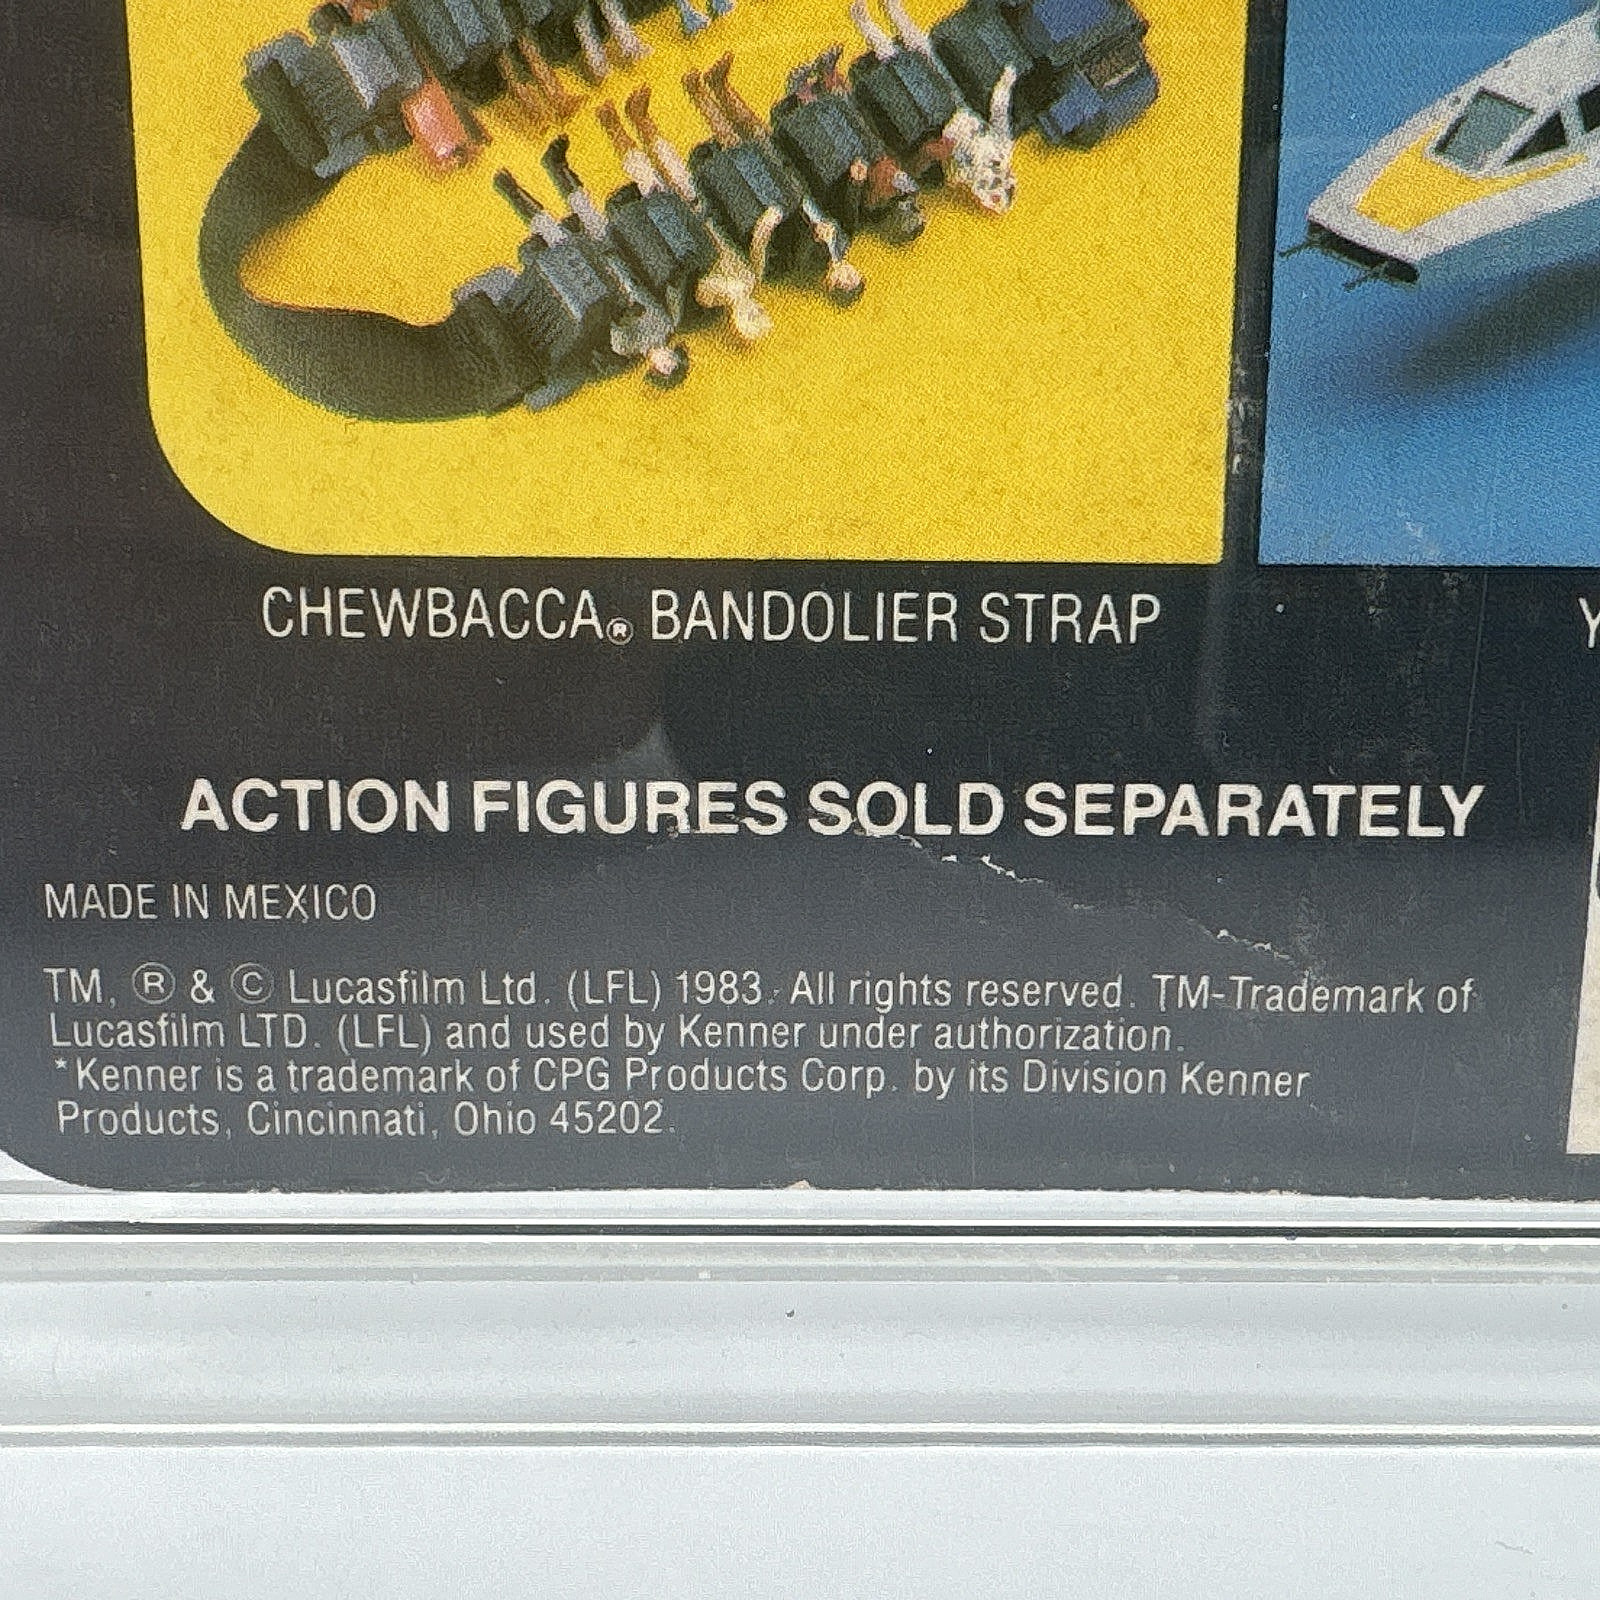 CHEWBACCA® BANDOLIER STRAP
Y
ACTION FIGURES SOLD SEPARATELY
MADE IN MEXICO
TM, ® & © Lucasfilm Ltd. (LFL) 1983. All rights reserved. TM-Trademark of
Lucasfilm LTD. (LFL) and used by Kenner under authorization.
*Kenner is a trademark of CPG Products Corp. by its Division Kenner
Products, Cincinnati, Ohio 45202.